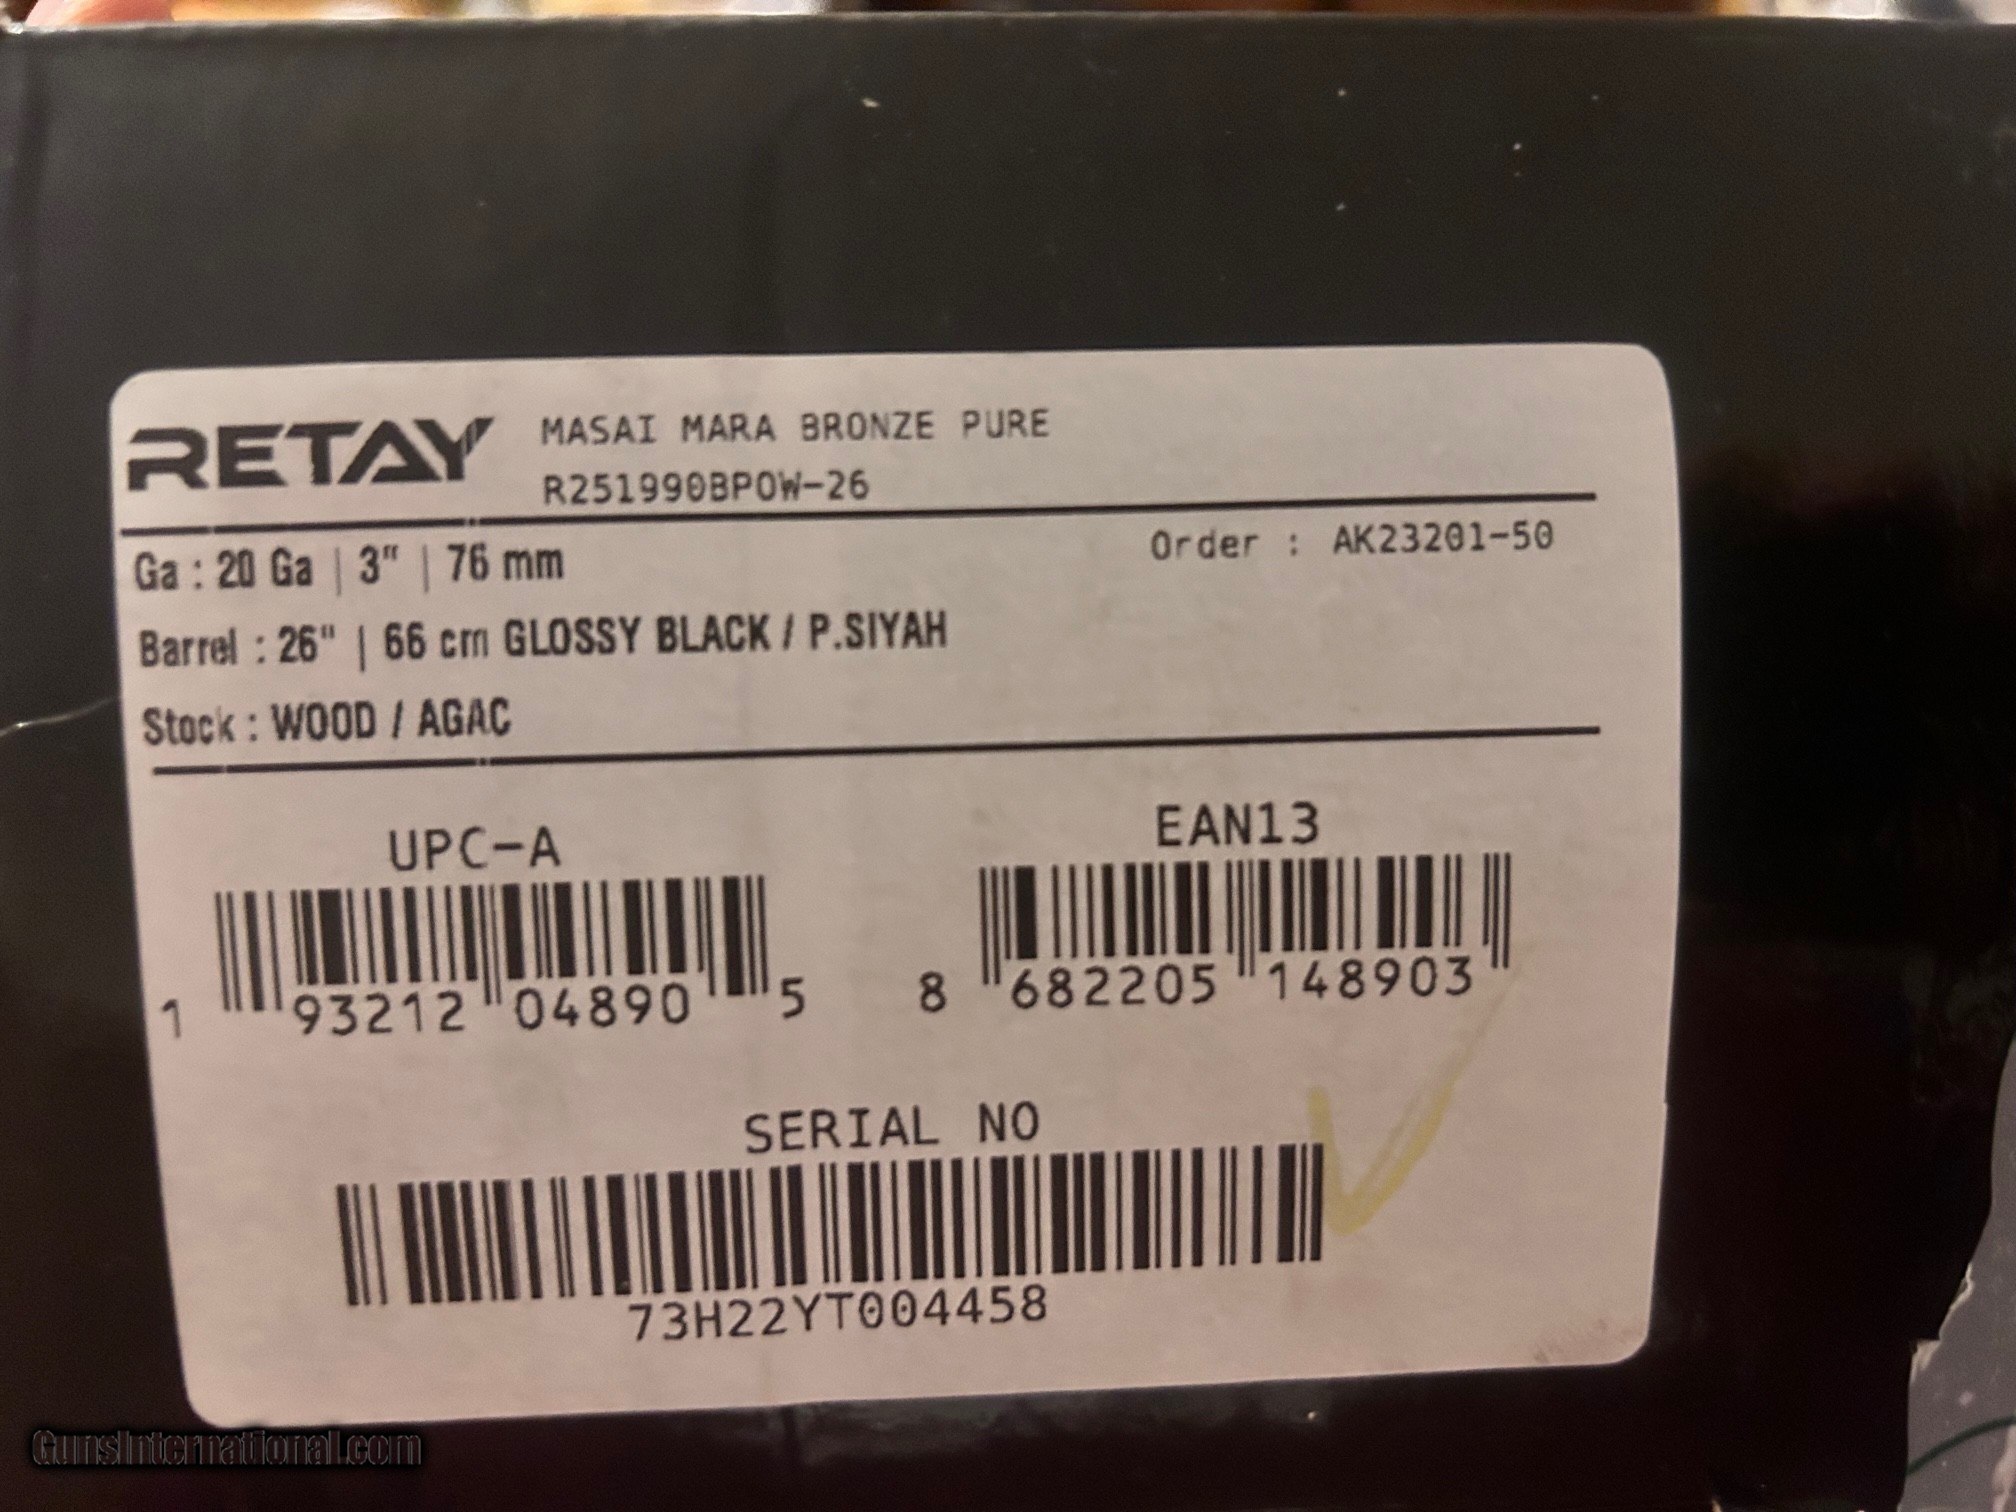 RETAY MASAI MARA BRONZE PURE
R251990BPOW-26
Ga : 20 Ga | 3" | 76 mm
Order : AK23201-50
Barrel : 26" | 66 cm GLOSSY BLACK / P.SIYAH
Stock : WOOD / AGAC
UPC-A
EAN13
1 93212 04890 5
8 682205 148903
SERIAL NO
73H22YT004458
GunsInternational.com